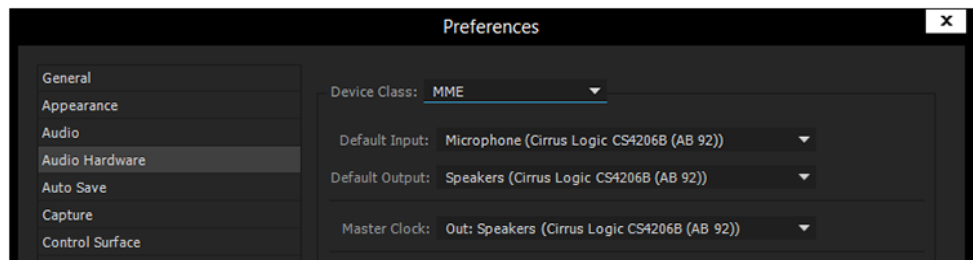 Preferences
x
General
Appearance
Audio
Audio Hardware
Auto Save
Capture
Control Surface
Device Class: MME
Default Input: Microphone (Cirrus Logic CS4206B (AB 92))
Default Output: Speakers (Cirrus Logic CS4206B (AB 92))
Master Clock: Out: Speakers (Cirrus Logic CS4206B (AB 92))